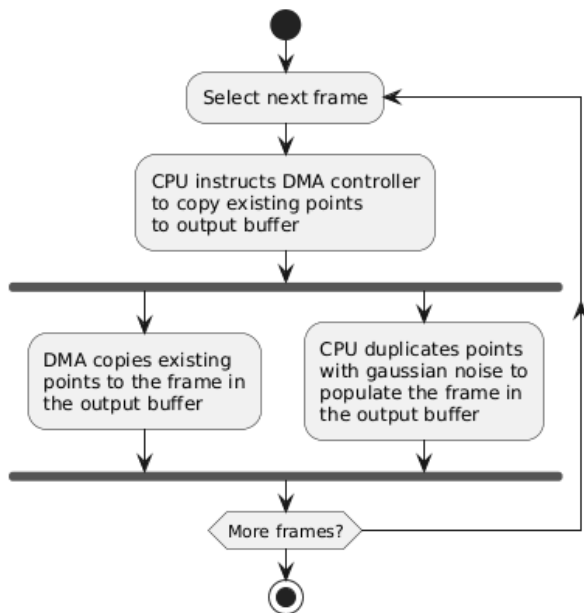 Select next frame
CPU instructs DMA controller
to copy existing points
to output buffer
DMA copies existing
points to the frame in
the output buffer
CPU duplicates points
with gaussian noise to
populate the frame in
the output buffer
More frames?